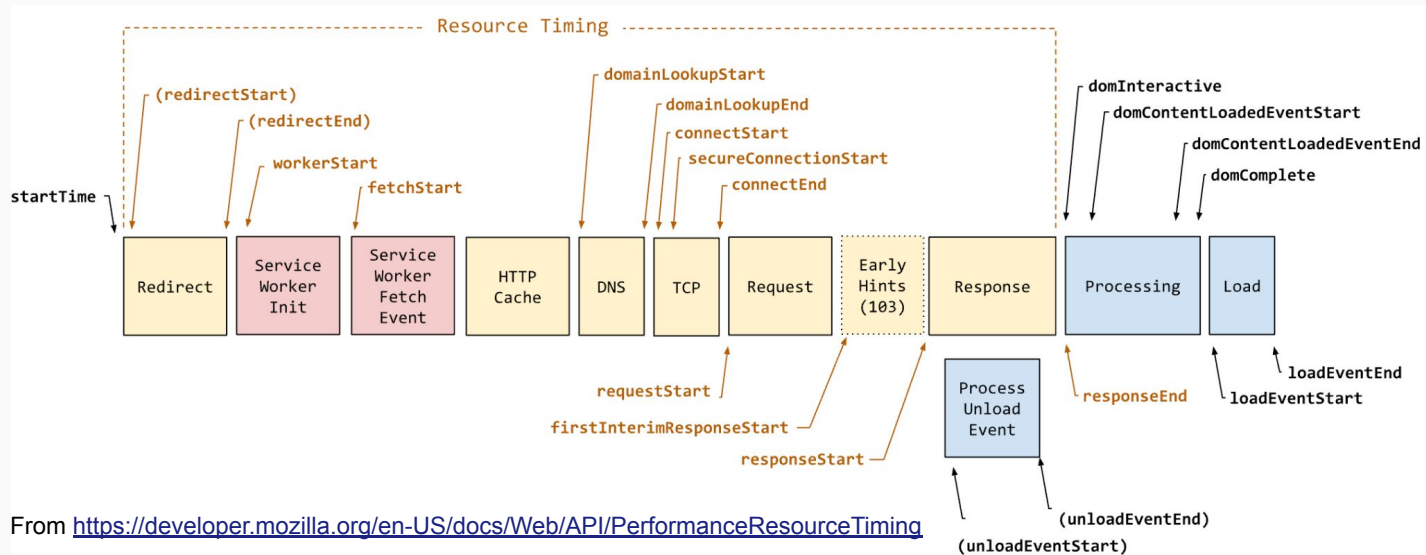 Resource Timing
domainLookupStart
domInteractive
(redirectStart)
domainLookupEnd
domContentLoadedEventStart
(redirectEnd)
connectStart
domContentLoadedEventEnd
workerStart
secureConnectionStart
domComplete
fetchStart
connectEnd
startTime
Redirect
Service
Worker
Init
Service
Worker
Fetch
Event
HTTP
Cache
DNS
TCP
Request
Early
Hints
(103)
Response
Processing
Load
requestStart
firstInterimResponseStart
responseStart
Process
Unload
Event
responseEnd
loadEventEnd
loadEventStart
(unloadEventEnd)
(unloadEventStart)
From https://developer.mozilla.org/en-US/docs/Web/API/PerformanceResourceTiming